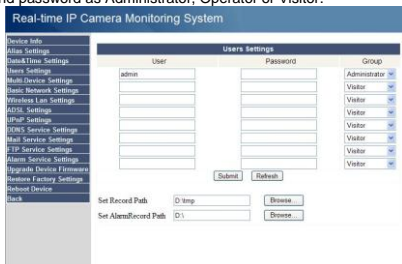 and password as Administrator, Operator or Visitor.
Real-time IP Camera Monitoring System
Device Info
Alias Settings
Date&Time Settings
Users Settings
Multi-Device Settings
Basic Network Settings
Wireless Lan Settings
ADSL Settings
UPnP Settings
DDNS Service Settings
Mail Service Settings
FTP Service Settings
Alarm Service Settings
Upgrade Device Firmware
Restore Factory Settings
Reboot Device
Back
Users Settings
User Password Group
admin Administrator
Visitor
Visitor
Visitor
Visitor
Visitor
Visitor
Visitor
Submit Refresh
Set Record Path D:\tmp Browse...
Set AlarmRecord Path D:\ Browse...